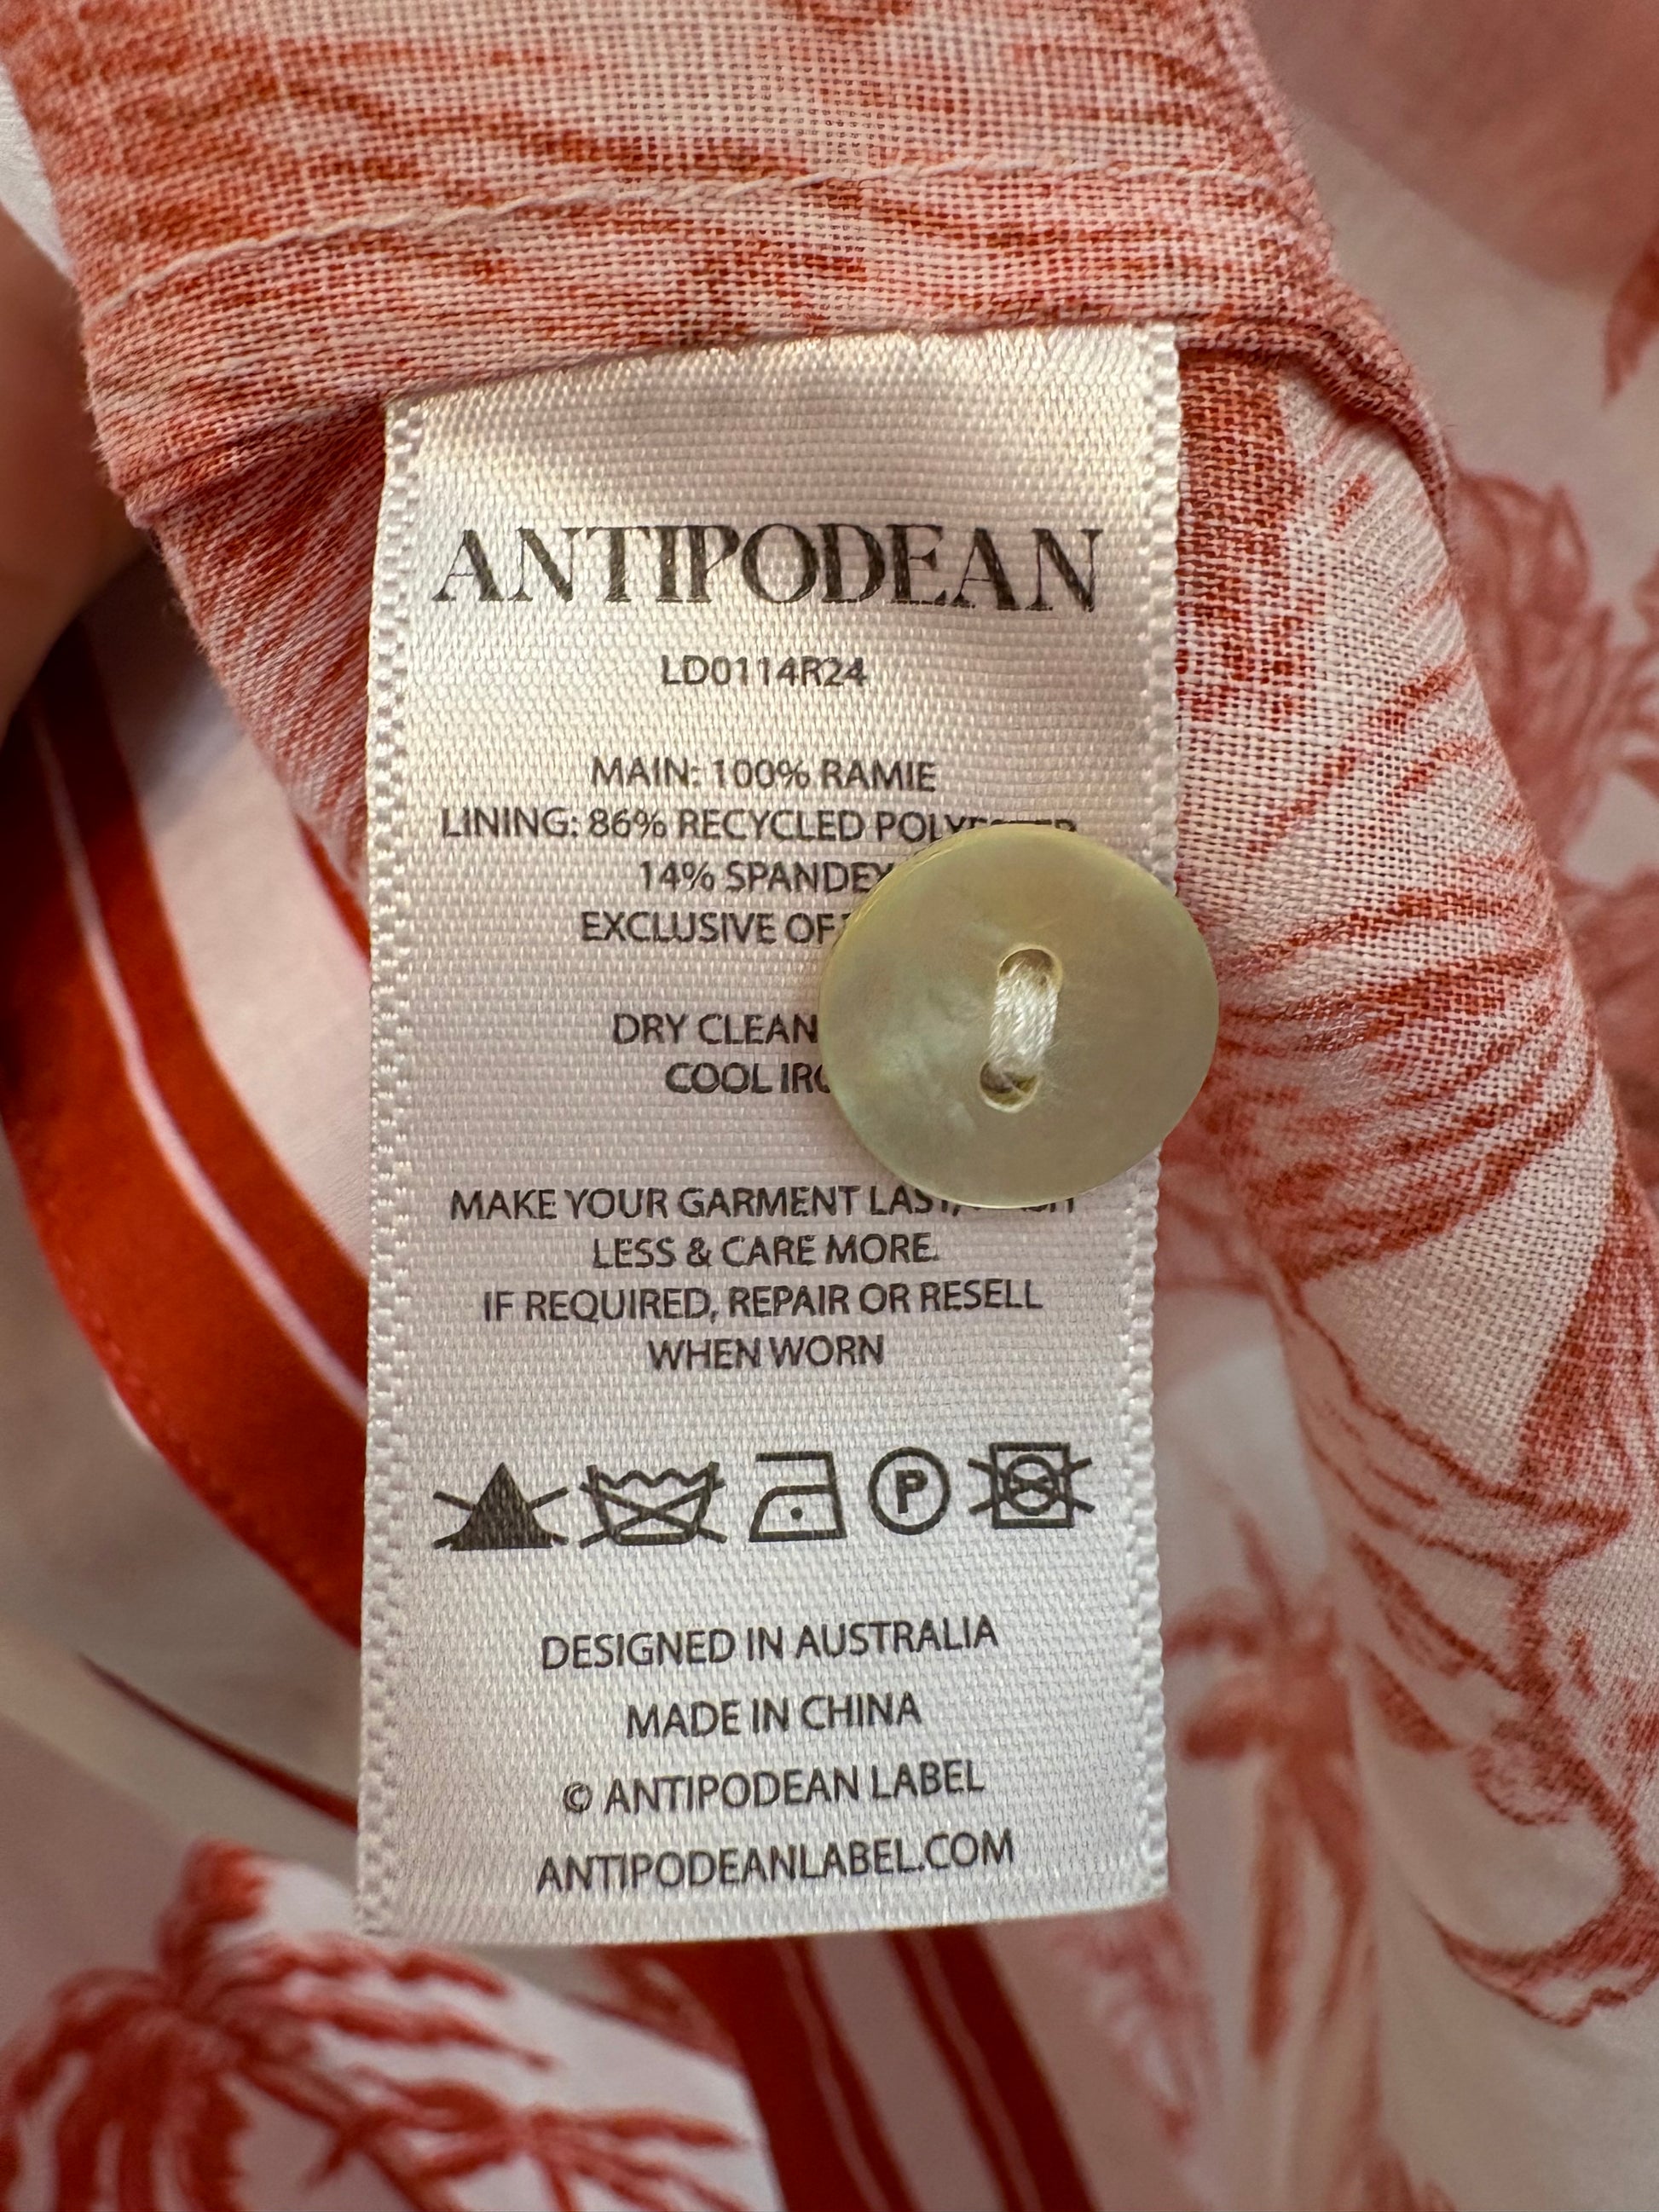 ANTIPODEAN
LD0114R24
MAIN: 100% RAMIE
LINING: 86% RECYCLED POLYESTER
14% SPANDEX
EXCLUSIVE OF
DRY CLEAN
COOL
MAKE YOUR GARMENT LAST,
LESS & CARE MORE.
IF REQUIRED, REPAIR OR RESELL
WHEN WORN
P
DESIGNED IN AUSTRALIA
MADE IN CHINA
© ANTIPODEAN LABEL
ANTIPODEANLABEL.COM